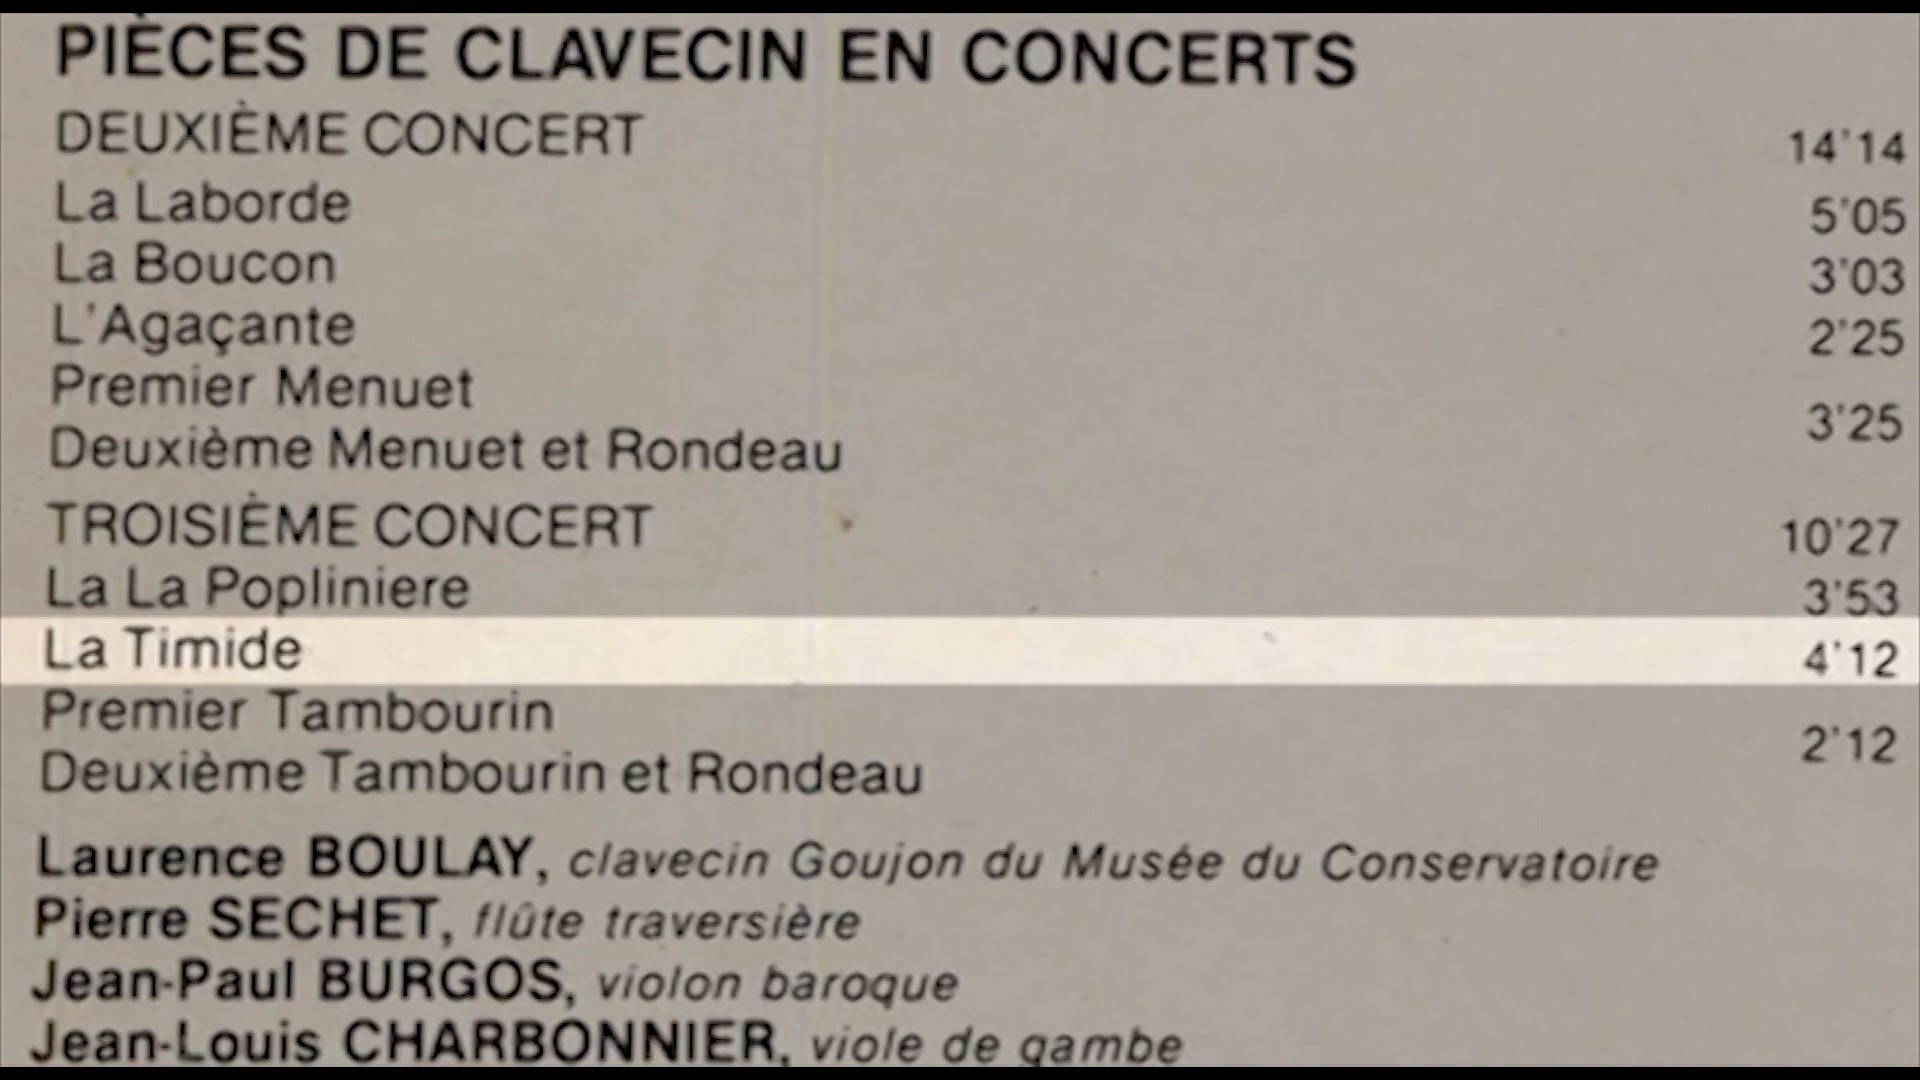 PIÈCES DE CLAVECIN EN CONCERTS
DEUXIÈME CONCERT 14'14
La Laborde 5'05
La Boucon 3'03
L'Agaçante 2'25
Premier Menuet
3'25
Deuxième Menuet et Rondeau
TROISIÈME CONCERT 10'27
La La Popliniere 3'53
La Timide 4'12
Premier Tambourin
2'12
Deuxième Tambourin et Rondeau
Laurence BOULAY, clavecin Goujon du Musée du Conservatoire
Pierre SECHET, flûte traversière
Jean-Paul BURGOS, violon baroque
Jean-Louis CHARBONNIER, viole de gambe